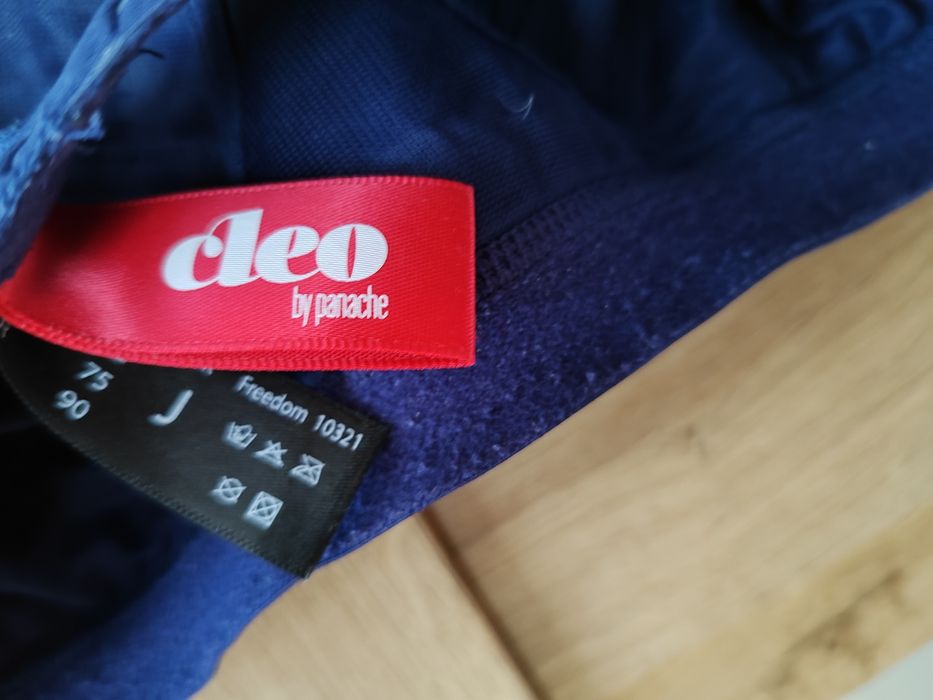 cleo
by panache
75
90
J
Freedom 10321